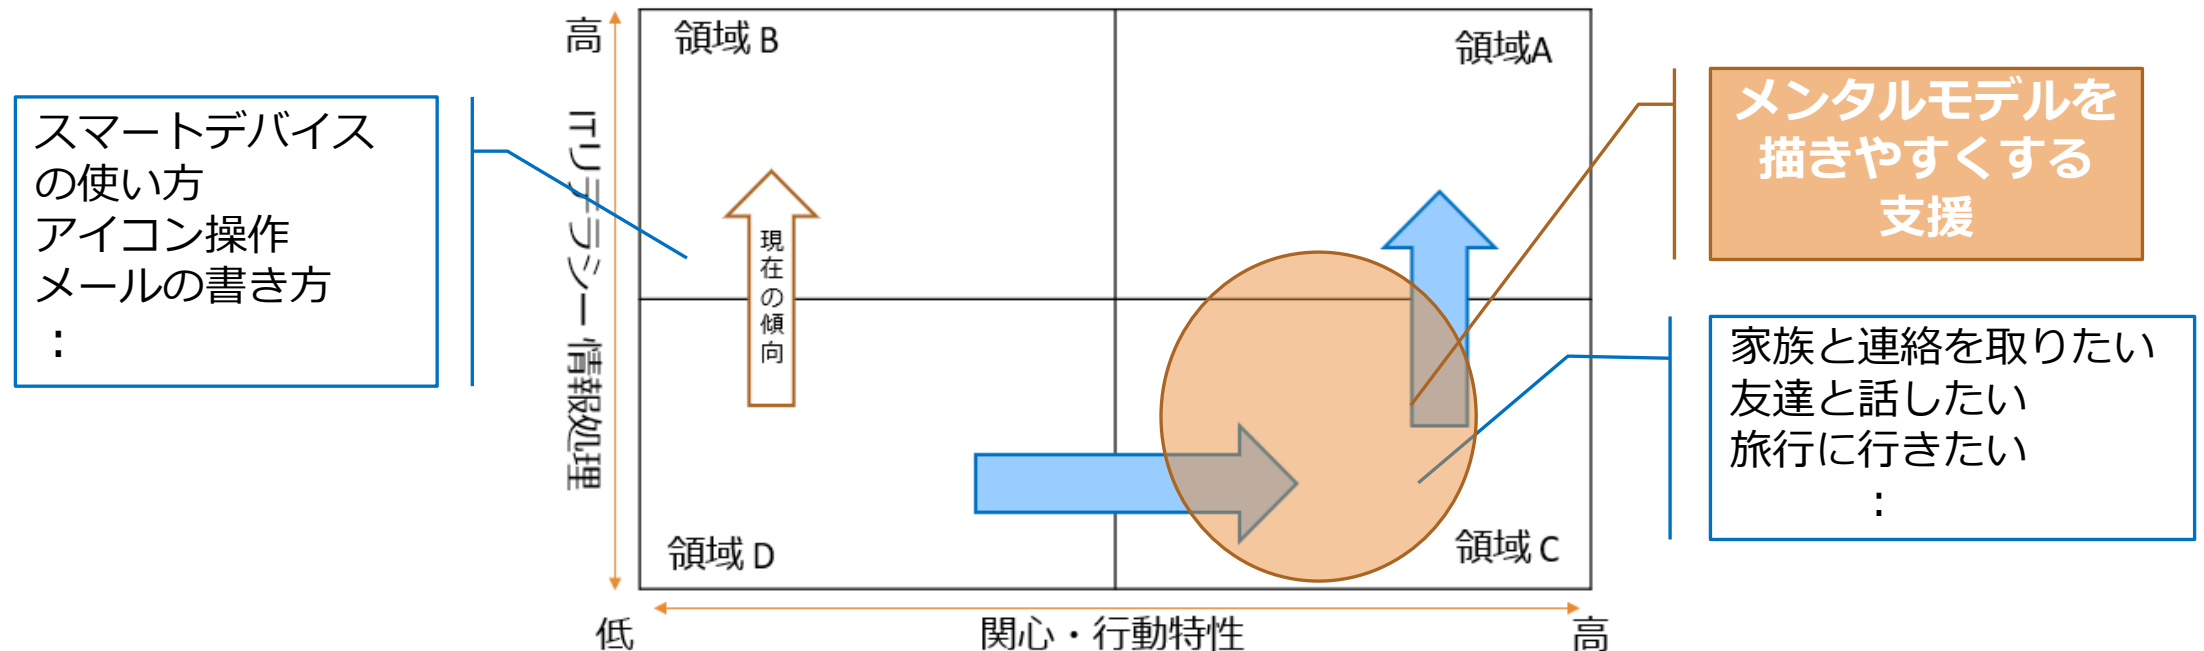 スマートデバイス
の使い方
アイコン操作
メールの書き方
：
高
ITリテラシー 情報処理
領域 B
領域A
現在の傾向
領域 D
領域 C
低
関心・行動特性
高
メンタルモデルを
描きやすくする
支援
家族と連絡を取りたい
友達と話したい
旅行に行きたい
：